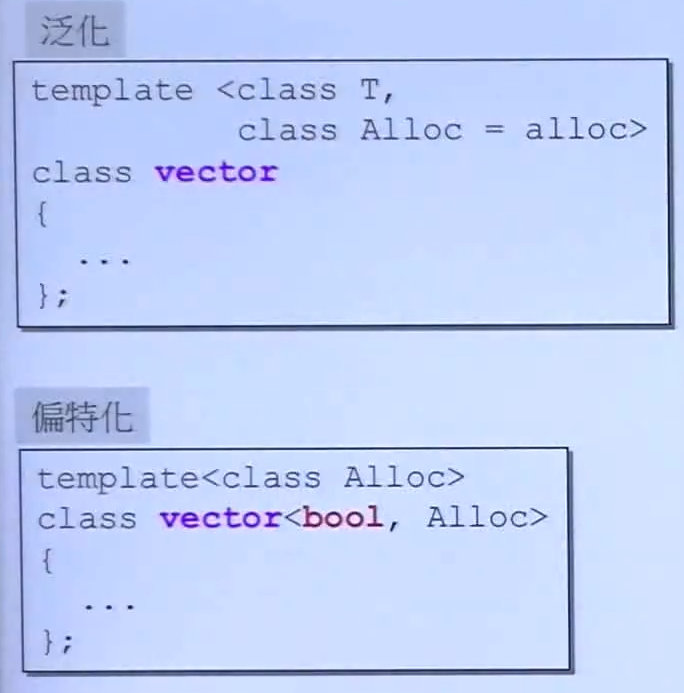 泛化
template <class T,
class Alloc = alloc>
class vector
{
...
};
偏特化
template<class Alloc>
class vector<bool, Alloc>
{
...
};